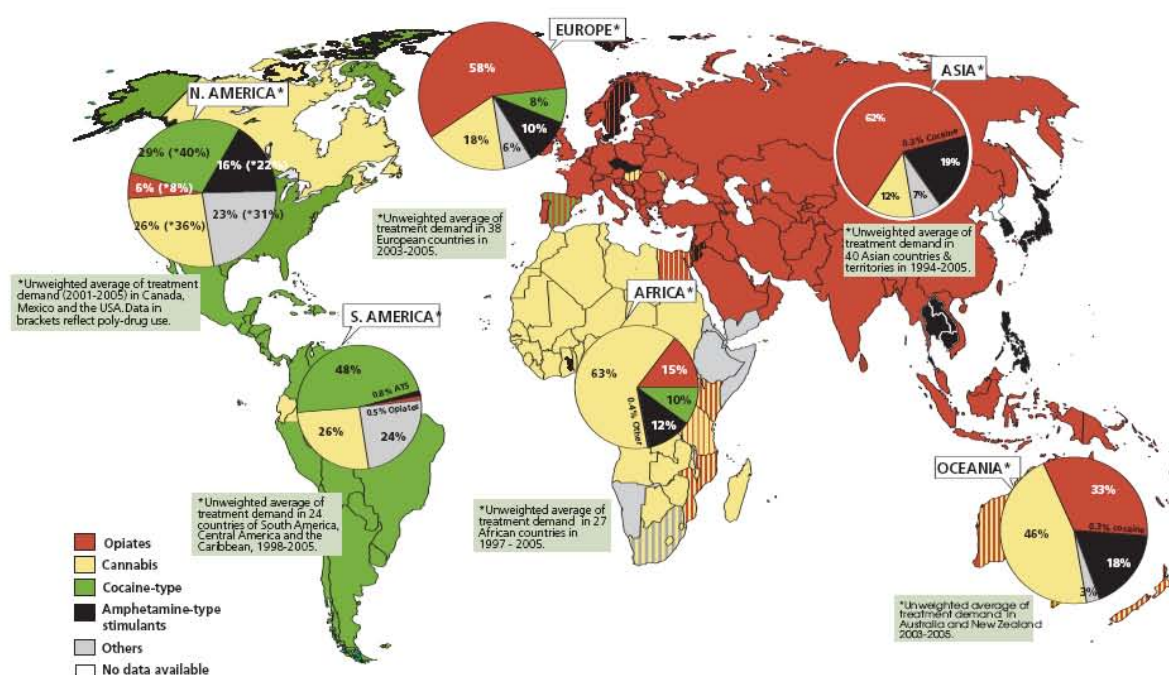 EUROPE*
58%
8%
10%
6%
18%
*Unweighted average of
treatment demand in 38
European countries in
2003-2005.
N. AMERICA*
29% (*40%)
16% (*22%)
6% (*8%)
26% (*36%)
23% (*31%)
*Unweighted average of treatment
demand (2001-2005) in Canada,
Mexico and the USA. Data in
brackets reflect poly-drug use.
ASIA*
62%
0.3% Cocaine
19%
12%
7%
*Unweighted average of
treatment demand in
40 Asian countries &
territories in 1994-2005.
S. AMERICA*
48%
0.8% ATS
0.5% Opiates
26%
24%
*Unweighted average of
treatment demand in 24
countries of South America,
Central America and the
Caribbean, 1998-2005.
AFRICA*
63%
15%
10%
12%
0.4% Other
*Unweighted average of
treatment demand in 27
African countries in
1997 - 2005.
OCEANIA*
33%
0.3% cocaine
46%
18%
3%
*Unweighted average of
treatment demand in
Australia and New Zealand
2003-2005.
Opiates
Cannabis
Cocaine-type
Amphetamine-type
stimulants
Others
No data available